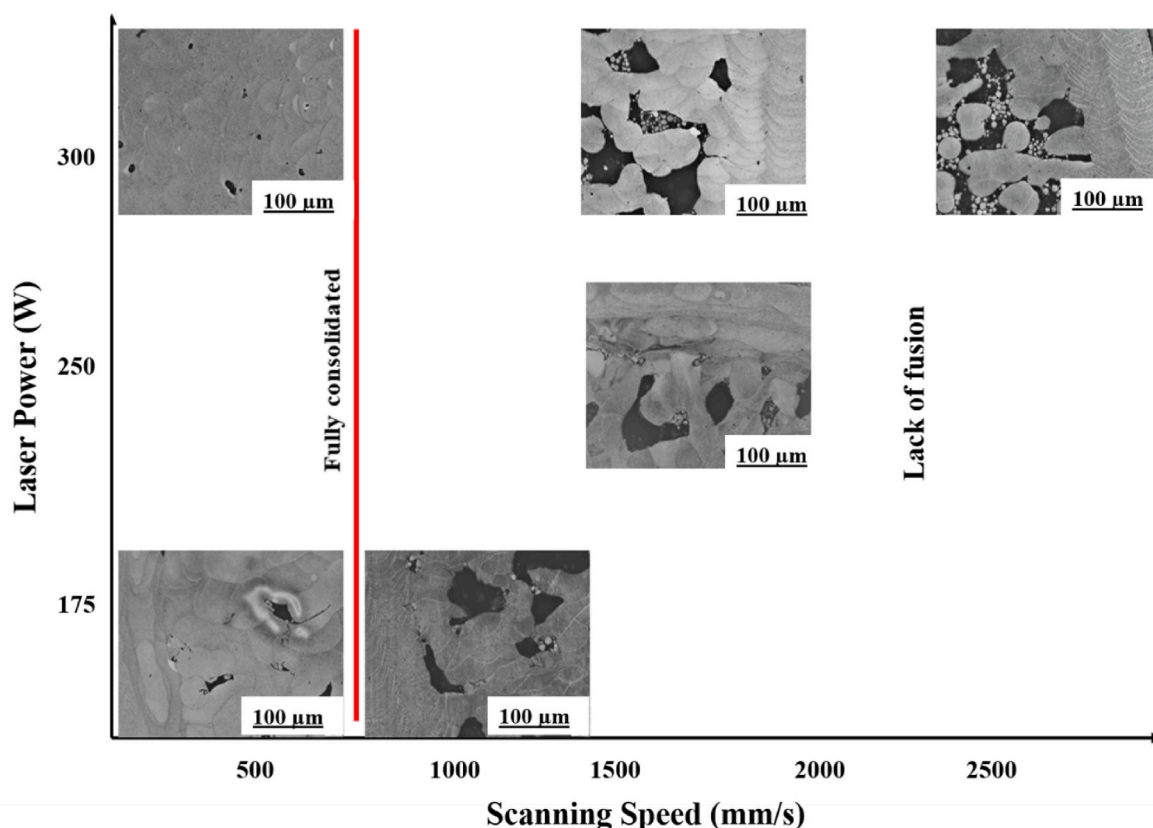 300
100 µm
100 µm
100 µm
Laser Power (W)
Fully consolidated
250
Lack of fusion
100 µm
175
100 µm
100 µm
500
1000
1500
2000
2500
Scanning Speed (mm/s)